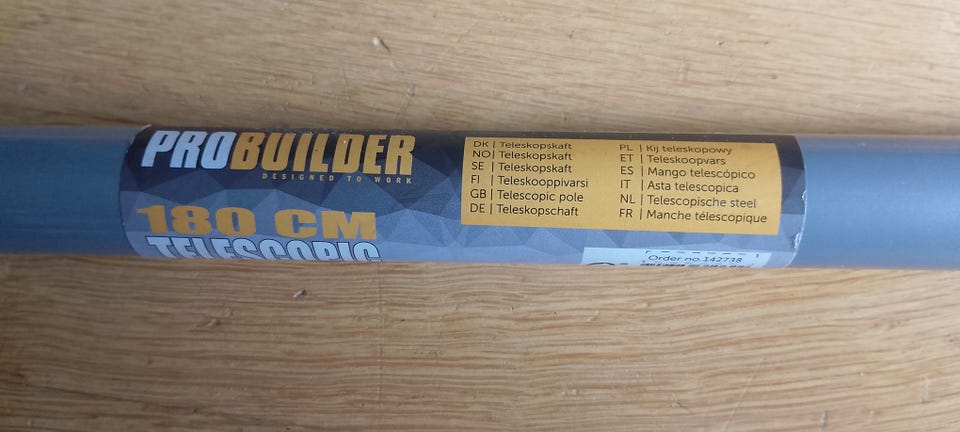 PROBUILDER
DESIGNED TO WORK
180 CM
TELESCOPIC
DK | Teleskopskaft
NO | Teleskopskaft
SE | Teleskopskaft
FI | Teleskooppivarsi
GB | Telescopic pole
DE | Teleskopschaft
PL | Kij teleskopowy
ET | Teleskoopvars
ES | Mango telescópico
IT | Asta telescopica
NL | Telescopische steel
FR | Manche télescopique
Order no.142738